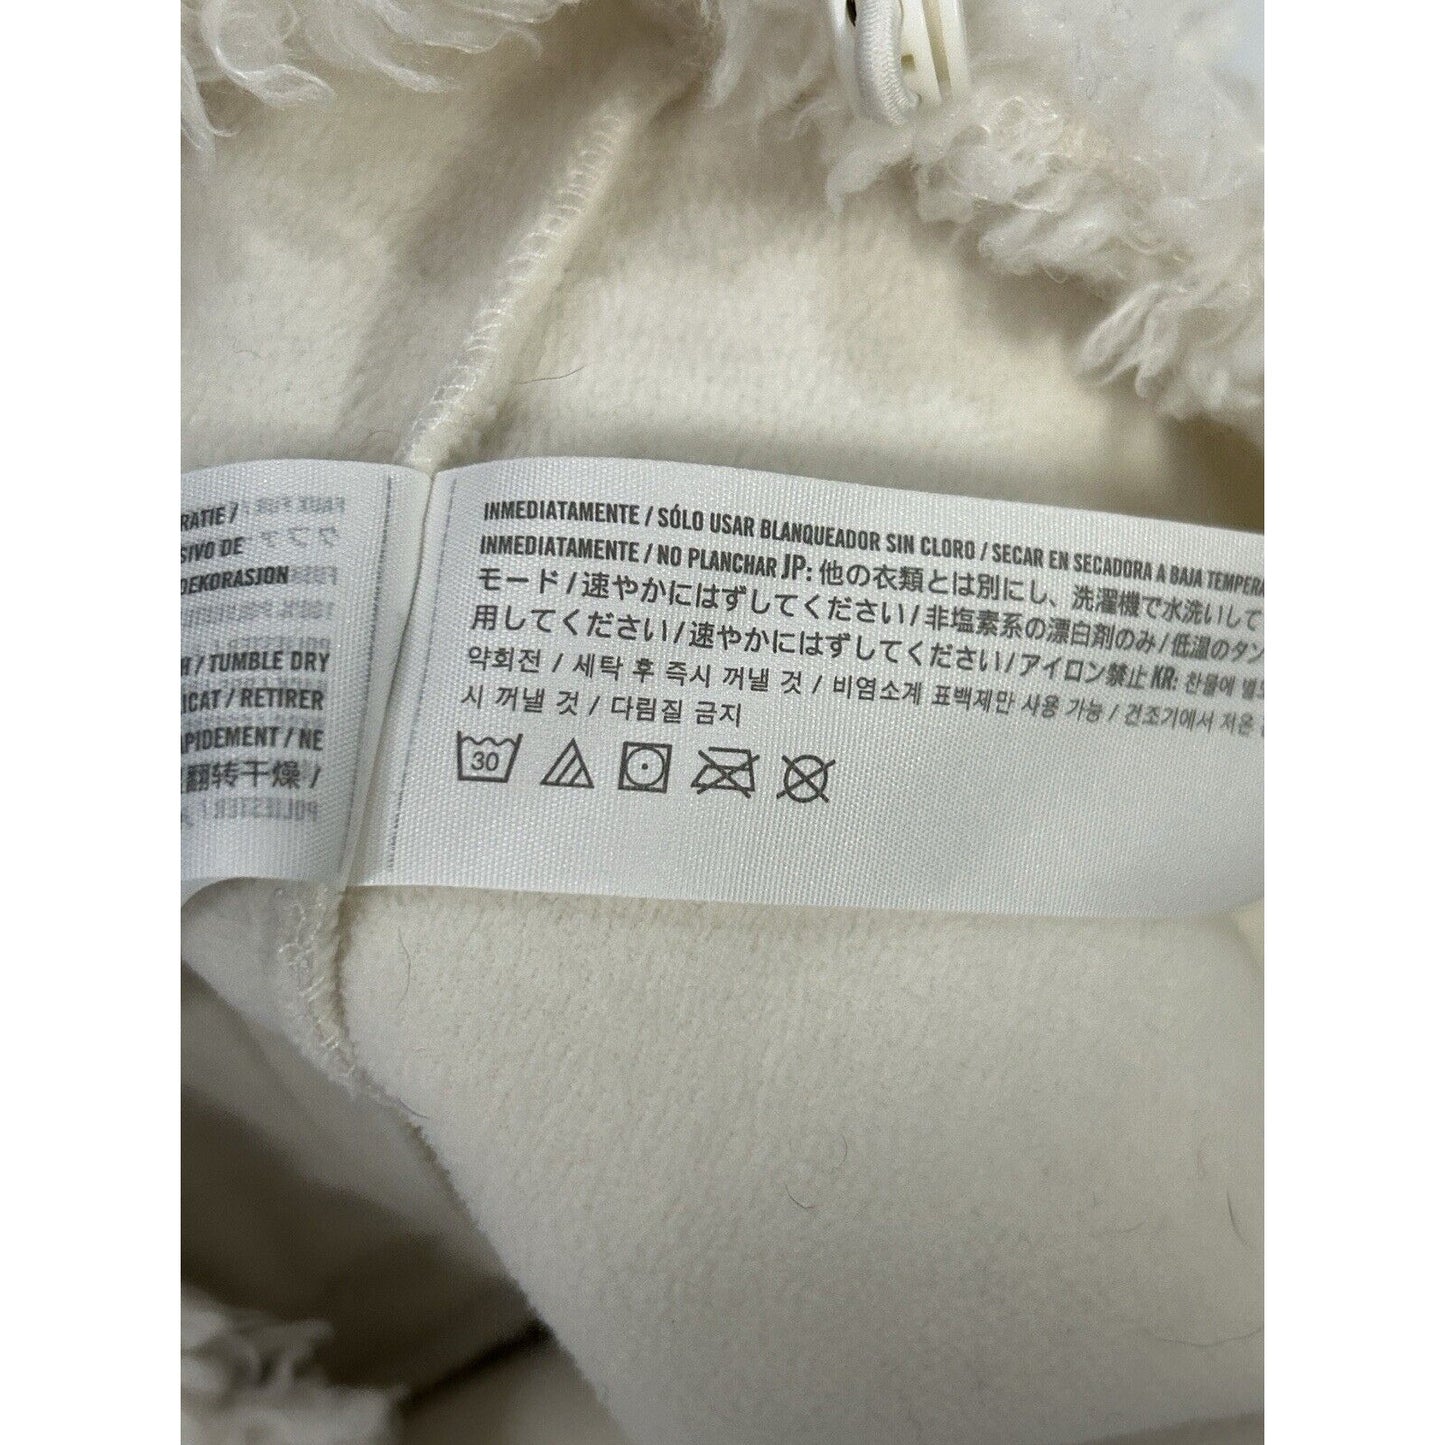 RATIE /
SIVO DE
DEKORASJON
/ TUMBLE DRY
ICAT / RETIRER
APIDEMENT / NE
翻转干燥 /
INMEDIATAMENTE / SÓLO USAR BLANQUEADOR SIN CLORO / SECAR EN SECADORA A BAJA TEMPERA
INMEDIATAMENTE / NO PLANCHAR JP: 他の衣類とは別にし、洗濯機で水洗いして
モード / 速やかにはずしてください / 非塩素系の漂白剤のみ / 低温のタン
用してください / 速やかにはずしてください / アイロン禁止 KR: 찬물에 별도
약회전 / 세탁 후 즉시 꺼낼 것 / 비염소계 표백제만 사용 가능 / 건조기에서 저온
시 꺼낼 것 / 다림질 금지
30